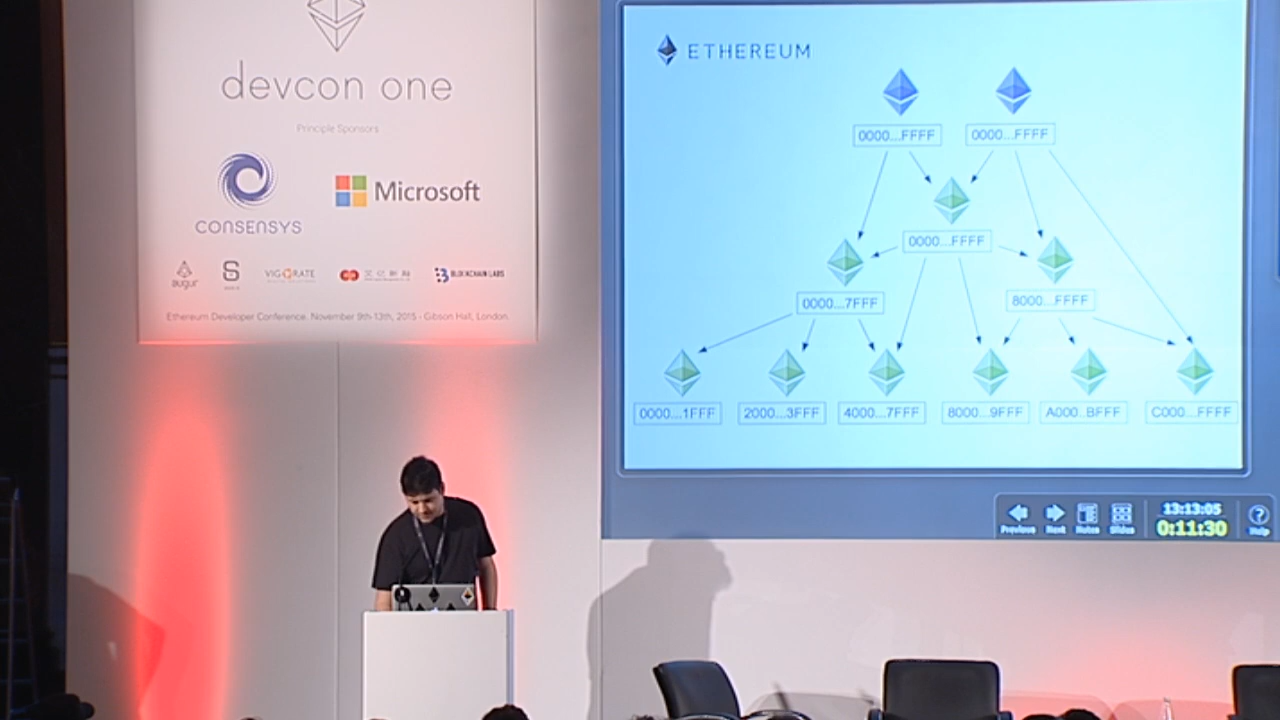 devcon one
Principle Sponsors
CONSENSYS
Microsoft
augur
VIGORATE
BLOCKCHAIN LABS
Ethereum Developer Conference. November 9th-13th, 2015 - Gibson Hall, London.
ETHEREUM
0000...FFFF
0000...FFFF
0000...FFFF
0000...7FFF
8000...FFFF
0000...1FFF
2000...3FFF
4000...7FFF
8000...9FFF
A000..BFFF
C000...FFFF
Previous
Next
Notes
Slides
13:13:05
0:11:30
Help